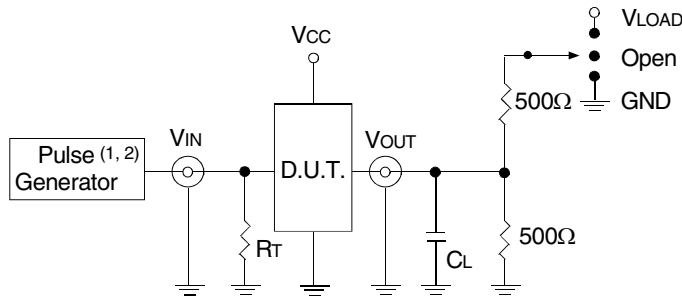 VLOAD
Open
GND
VCC
500Ω
Pulse (1, 2)
Generator
VIN
D.U.T.
VOUT
RT
CL
500Ω